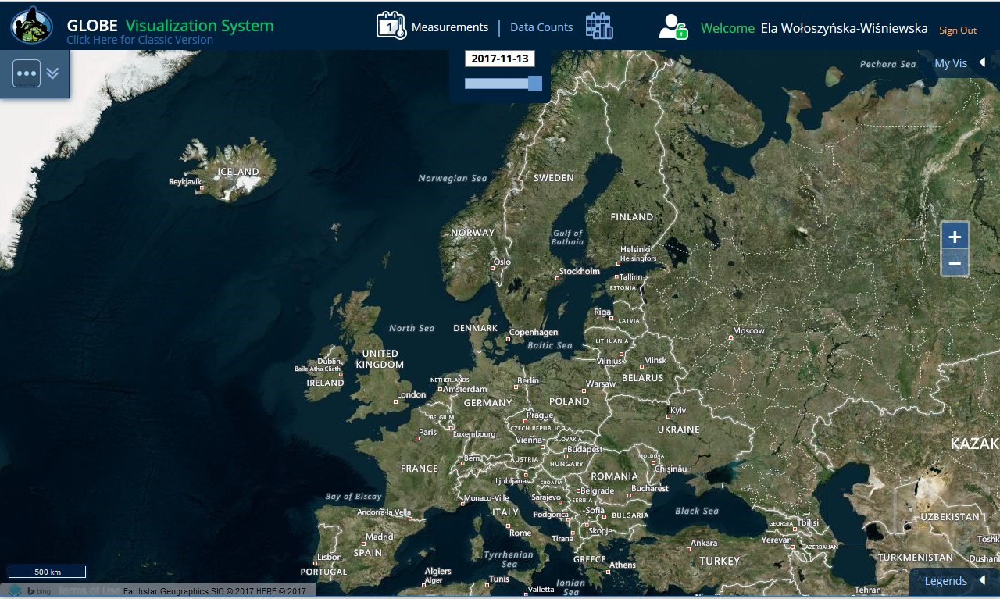 GLOBE Visualization System
Click Here for Classic Version
1
Measurements
Data Counts
Welcome Ela Wołoszyńska-Wiśniewska
Sign Out
2017-11-13
Pechora Sea
My Vis
ICELAND
Reykjavík
Norwegian Sea
SWEDEN
FINLAND
NORWAY
Gulf of
Bothnia
Helsinki
Helsingfors
Oslo
Stockholm
Tallinn
ESTONIA
+
−
Riga
LATVIA
North Sea
DENMARK
Copenhagen
Baltic Sea
LITHUANIA
Moscow
UNITED
KINGDOM
Dublin
Baile Átha Cliath
IRELAND
Vilnius
Minsk
BELARUS
NETHERLANDS
Amsterdam
Berlin
Warsaw
London
GERMANY
POLAND
BELGIUM
Prague
CZECH REPUBLIC
Kyiv
UKRAINE
Paris
Luxembourg
Vienna
SLOVAKIA
Budapest
KAZAK
Bern
AUSTRIA
HUNGARY
MOLDOVA
Chişinău
FRANCE
Ljubljana
CROATIA
ROMANIA
Bay of Biscay
Monaco-Ville
Sarajevo
Belgrade
SERBIA
Bucharest
Andorra la Vella
ITALY
Podgorica
Sofia
BULGARIA
Black Sea
GEORGIA
Tbilisi
UZBEKISTAN
Madrid
SPAIN
Rome
Tirana
Skopje
Ankara
TURKEY
Yerevan
AZERBAIJAN
Toshk
Lisbon
PORTUGAL
Tyrrhenian
Sea
GREECE
Athens
TURKMENISTAN
Dushan
500 km
Algiers
Alger
Tunis
Valletta
Ionian
Sea
Tehran
Legends
bing
Terms of Use
Earthstar Geographics SIO © 2017 HERE © 2017